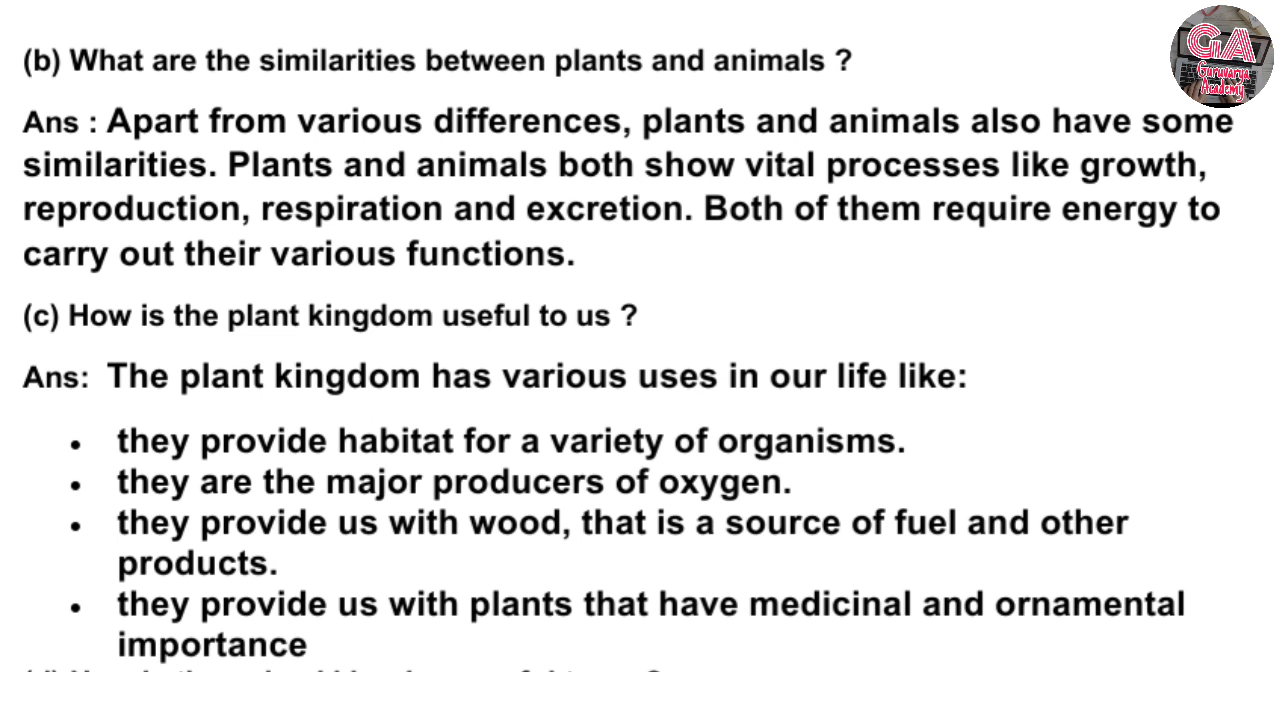 GA
Guruvarya
Academy
(b) What are the similarities between plants and animals ?
Ans : Apart from various differences, plants and animals also have some
similarities. Plants and animals both show vital processes like growth,
reproduction, respiration and excretion. Both of them require energy to
carry out their various functions.
(c) How is the plant kingdom useful to us ?
Ans: The plant kingdom has various uses in our life like:
• they provide habitat for a variety of organisms.
• they are the major producers of oxygen.
• they provide us with wood, that is a source of fuel and other
products.
• they provide us with plants that have medicinal and ornamental
importance